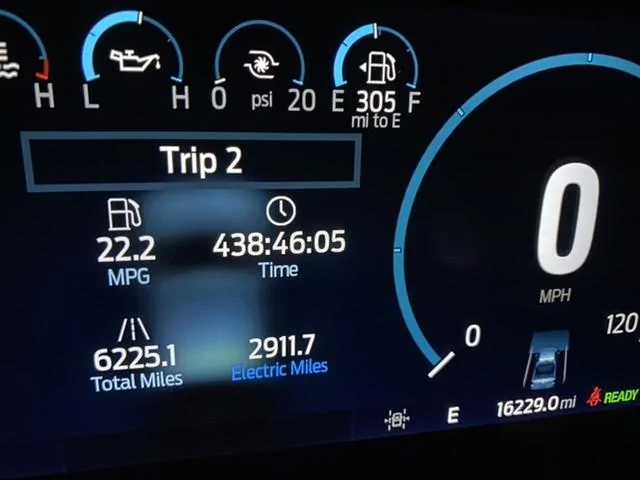 H L H 0 psi 20 E 305 F
mi to E
Trip 2
22.2 438:46:05
MPG Time
0
MPH
6225.1 2911.7
Total Miles Electric Miles
0 120
E 16229.0 mi READY